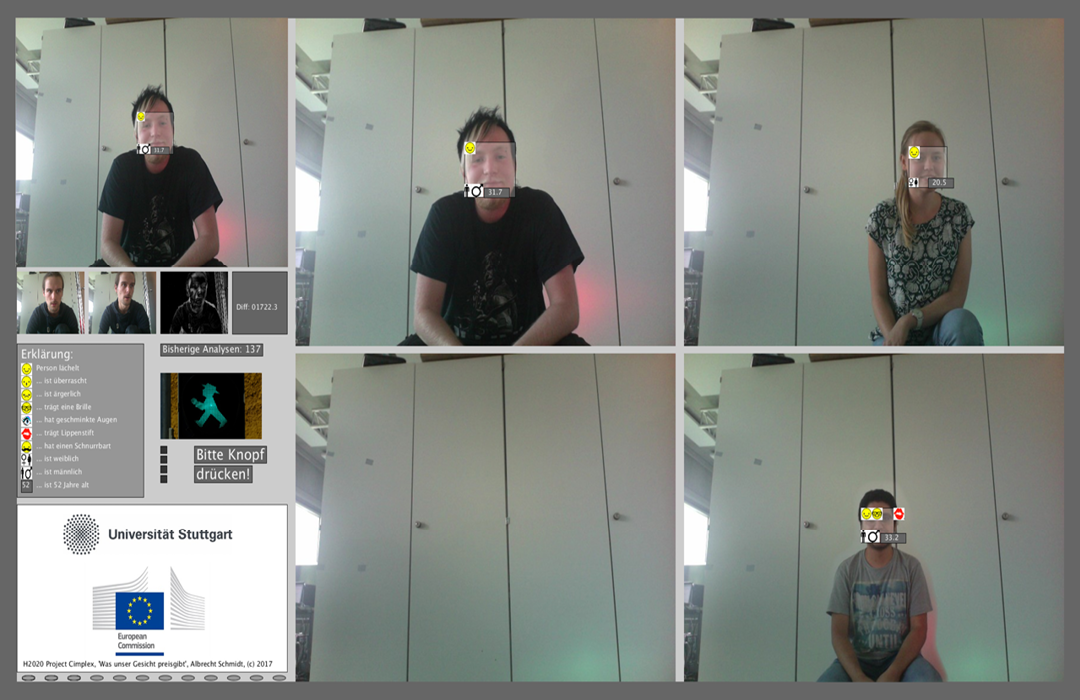 31.7
31.7
20.5
Diff: 01722.3
Erklärung:
Person lächelt
... ist überrascht
... ist ärgerlich
... trägt eine Brille
... hat geschminkte Augen
... trägt Lippenstift
... hat einen Schnurrbart
... ist weiblich
... ist männlich
52 ... ist 52 Jahre alt
Bisherige Analysen: 137
Bitte Knopf
drücken!
33.2
Universität Stuttgart
European
Commission
H2020 Project Cimplex, 'Was unser Gesicht preisgibt', Albrecht Schmidt, (c) 2017